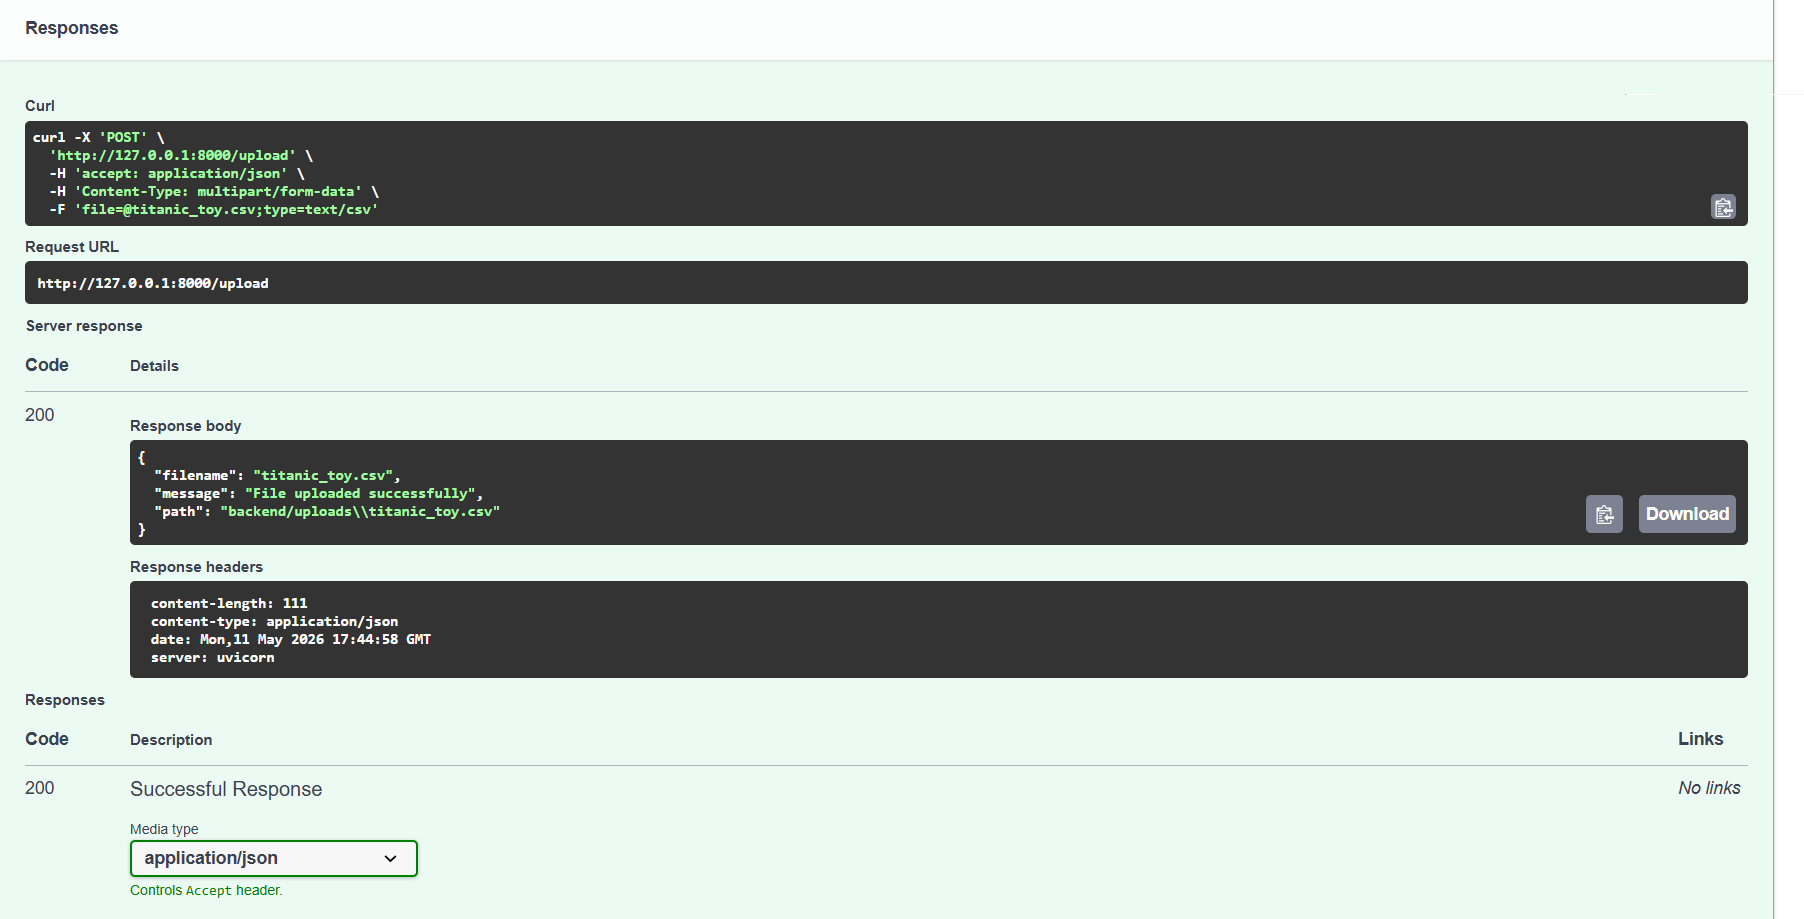 Responses
Curl
curl -X 'POST' \
  'http://127.0.0.1:8000/upload' \
  -H 'accept: application/json' \
  -H 'Content-Type: multipart/form-data' \
  -F 'file=@titanic_toy.csv;type=text/csv'
Request URL
http://127.0.0.1:8000/upload
Server response
Code Details
200
Response body
{
  "filename": "titanic_toy.csv",
  "message": "File uploaded successfully",
  "path": "backend/uploads\\titanic_toy.csv"
}
Download
Response headers
content-length: 111
content-type: application/json
date: Mon,11 May 2026 17:44:58 GMT
server: uvicorn
Responses
Code Description Links
200 Successful Response No links
Media type
application/json
Controls Accept header.